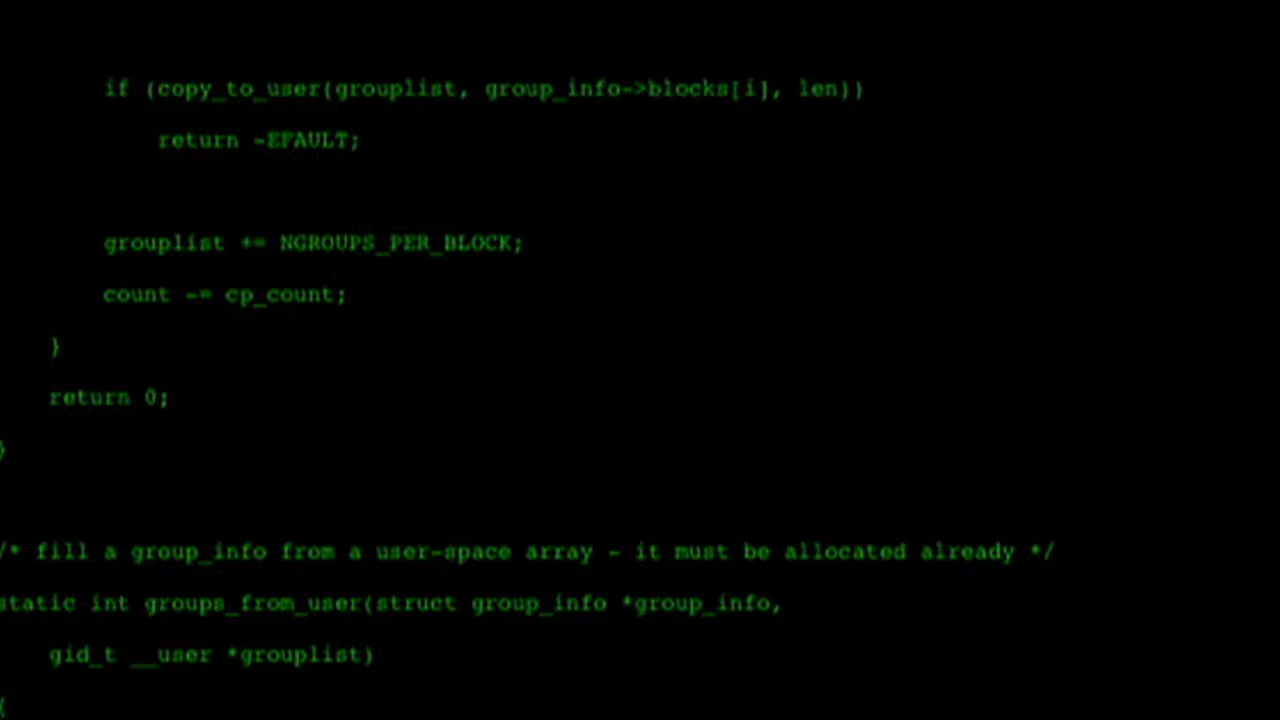 if (copy_to_user(grouplist, group_info->blocks[i], len))
return -EFAULT;
grouplist += NGROUPS_PER_BLOCK;
count -= cp_count;
}
return 0;
}
/* fill a group_info from a user-space array - it must be allocated already */
static int groups_from_user(struct group_info *group_info,
gid_t __user *grouplist)
{